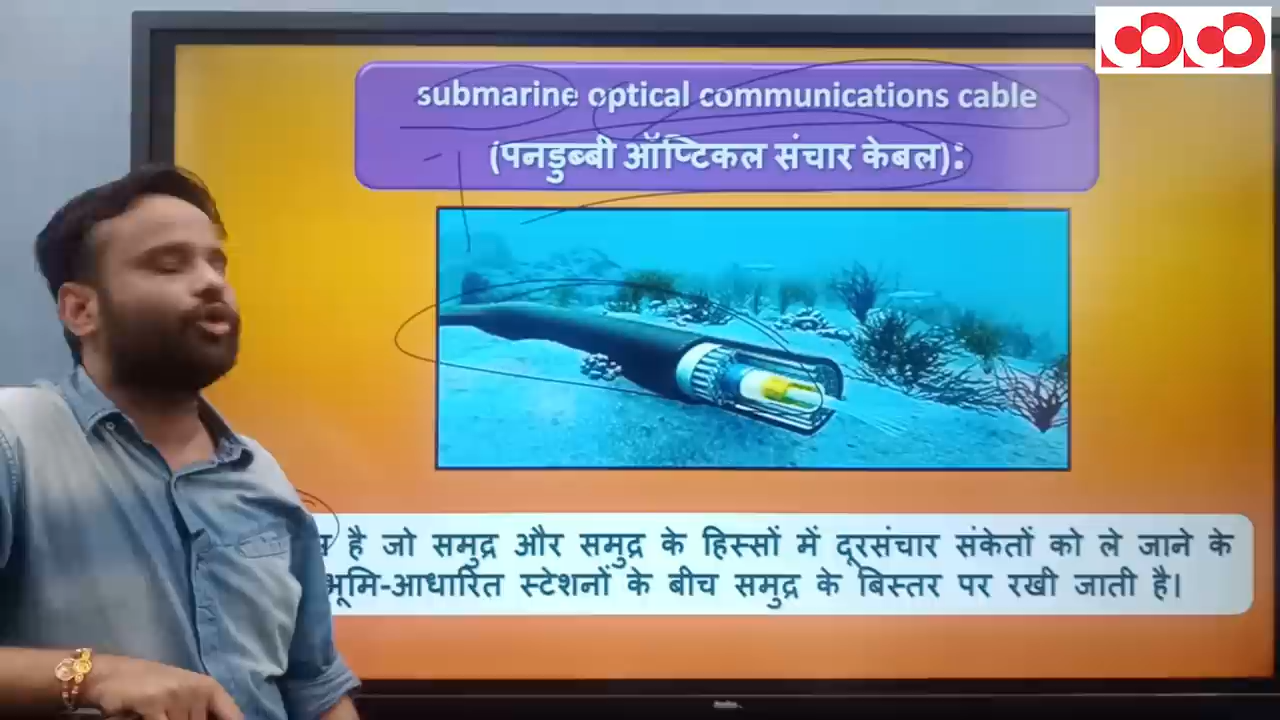 submarine optical communications cable
(पनडुब्बी ऑप्टिकल संचार केबल):
है जो समुद्र और समुद्र के हिस्सों में दूरसंचार संकेतों को ले जाने के
भूमि-आधारित स्टेशनों के बीच समुद्र के बिस्तर पर रखी जाती है।